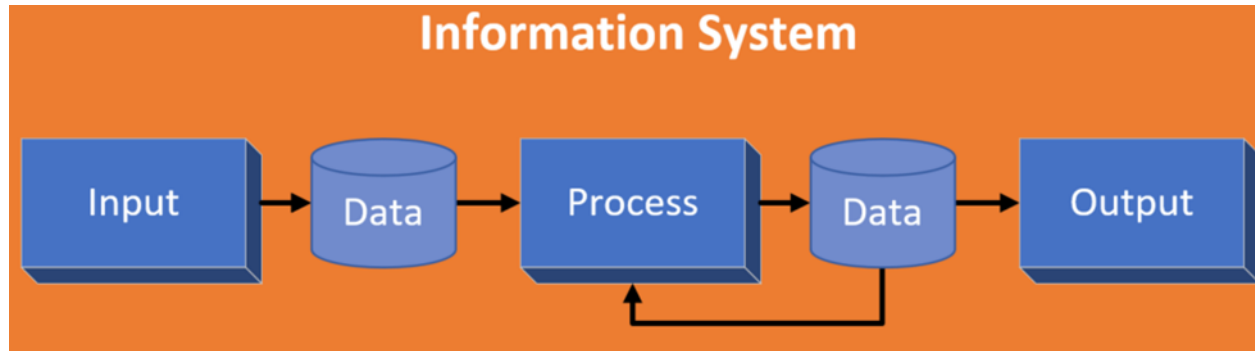 Information System
Input
Data
Process
Data
Output